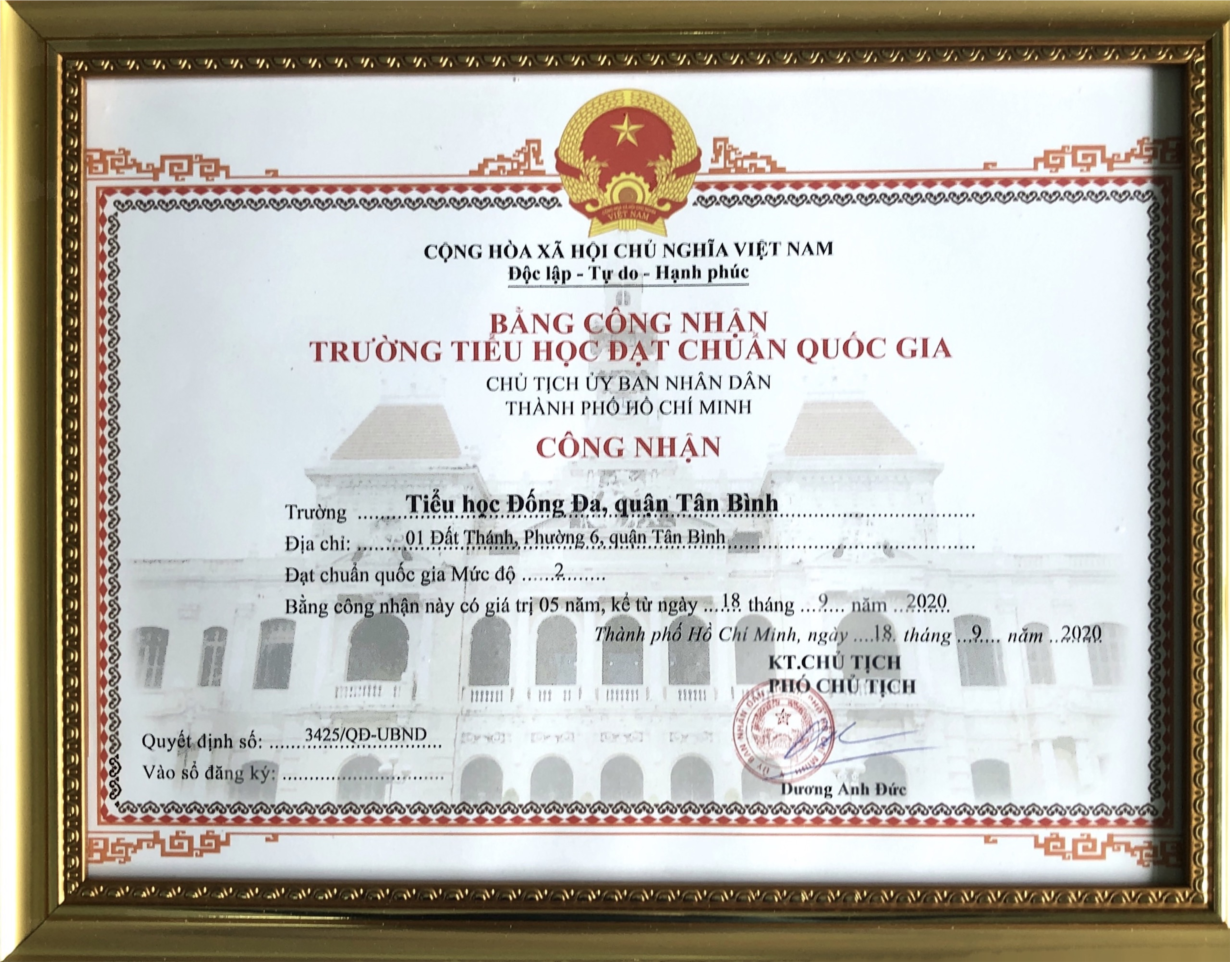 VIỆT NAM
CỘNG HÒA XÃ HỘI CHỦ NGHĨA VIỆT NAM
Độc lập - Tự do - Hạnh phúc
BẰNG CÔNG NHẬN
TRƯỜNG TIỂU HỌC ĐẠT CHUẨN QUỐC GIA
CHỦ TỊCH ỦY BAN NHÂN DÂN
THÀNH PHỐ HỒ CHÍ MINH
CÔNG NHẬN
Trường ......Tiểu học Đống Đa, quận Tân Bình......
Địa chỉ: ........01 Đất Thánh, Phường 6, quận Tân Bình......
Đạt chuẩn quốc gia Mức độ ......2.......
Bằng công nhận này có giá trị 05 năm, kể từ ngày ....18 tháng ...9... năm ..2020.
Thành phố Hồ Chí Minh, ngày ....18. tháng ...9... năm ..2020
KT.CHỦ TỊCH
PHÓ CHỦ TỊCH
Quyết định số: ......3425/QĐ-UBND...
Vào sổ đăng ký: ............................
Dương Anh Đức